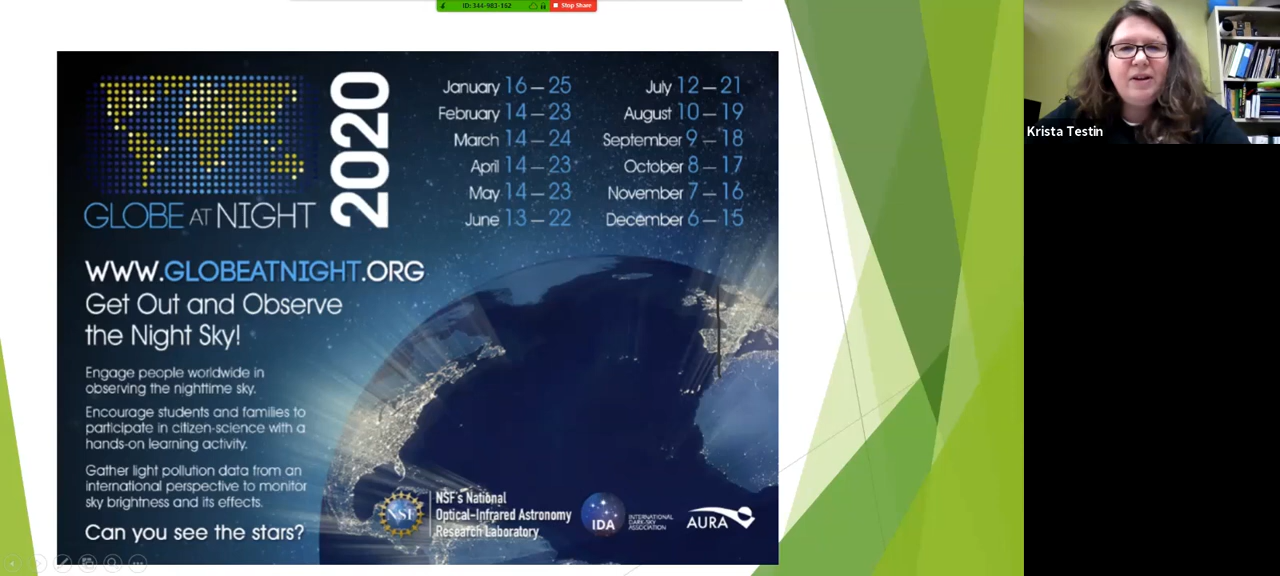 ID: 344-983-162
Stop Share
2020
January 16 – 25
February 14 – 23
March 14 – 24
April 14 – 23
May 14 – 23
June 13 – 22
July 12 – 21
August 10 – 19
September 9 – 18
October 8 – 17
November 7 – 16
December 6 – 15
GLOBE AT NIGHT
WWW.GLOBEATNIGHT.ORG
Get Out and Observe
the Night Sky!
Engage people worldwide in
observing the nighttime sky.
Encourage students and families to
participate in citizen-science with a
hands-on learning activity.
Gather light pollution data from an
international perspective to monitor
sky brightness and its effects.
Can you see the stars?
NSF
NSF's National
Optical-Infrared Astronomy
Research Laboratory
IDA
INTERNATIONAL
DARK-SKY
ASSOCIATION
AURA
Krista Testin